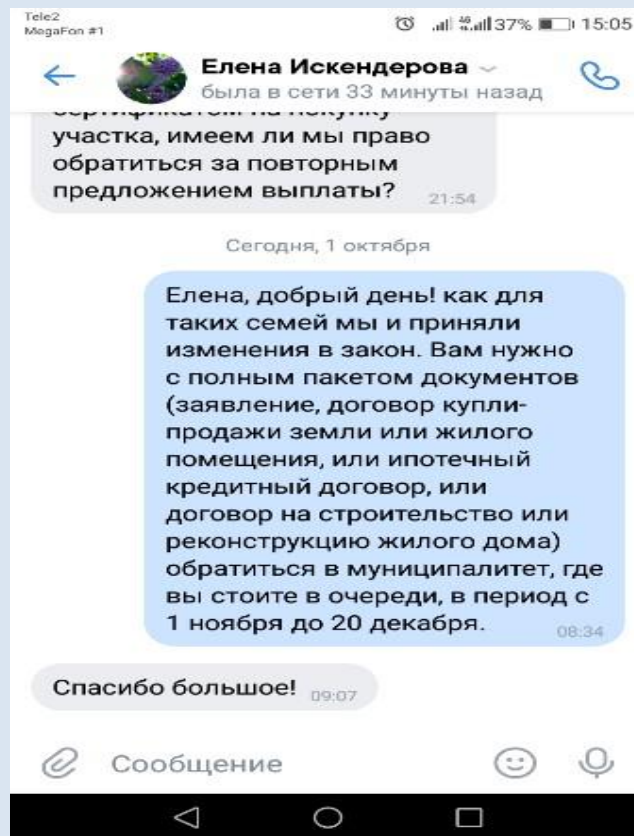 Tele2
MegaFon #1
4G
37%
15:05
Елена Искендерова
была в сети 33 минуты назад
сертификатом на покупку
участка, имеем ли мы право
обратиться за повторным
предложением выплаты?
21:54
Сегодня, 1 октября
Елена, добрый день! как для
таких семей мы и приняли
изменения в закон. Вам нужно
с полным пакетом документов
(заявление, договор купли-
продажи земли или жилого
помещения, или ипотечный
кредитный договор, или
договор на строительство или
реконструкцию жилого дома)
обратиться в муниципалитет, где
вы стоите в очереди, в период с
1 ноября до 20 декабря.
08:34
Спасибо большое!
09:07
Сообщение